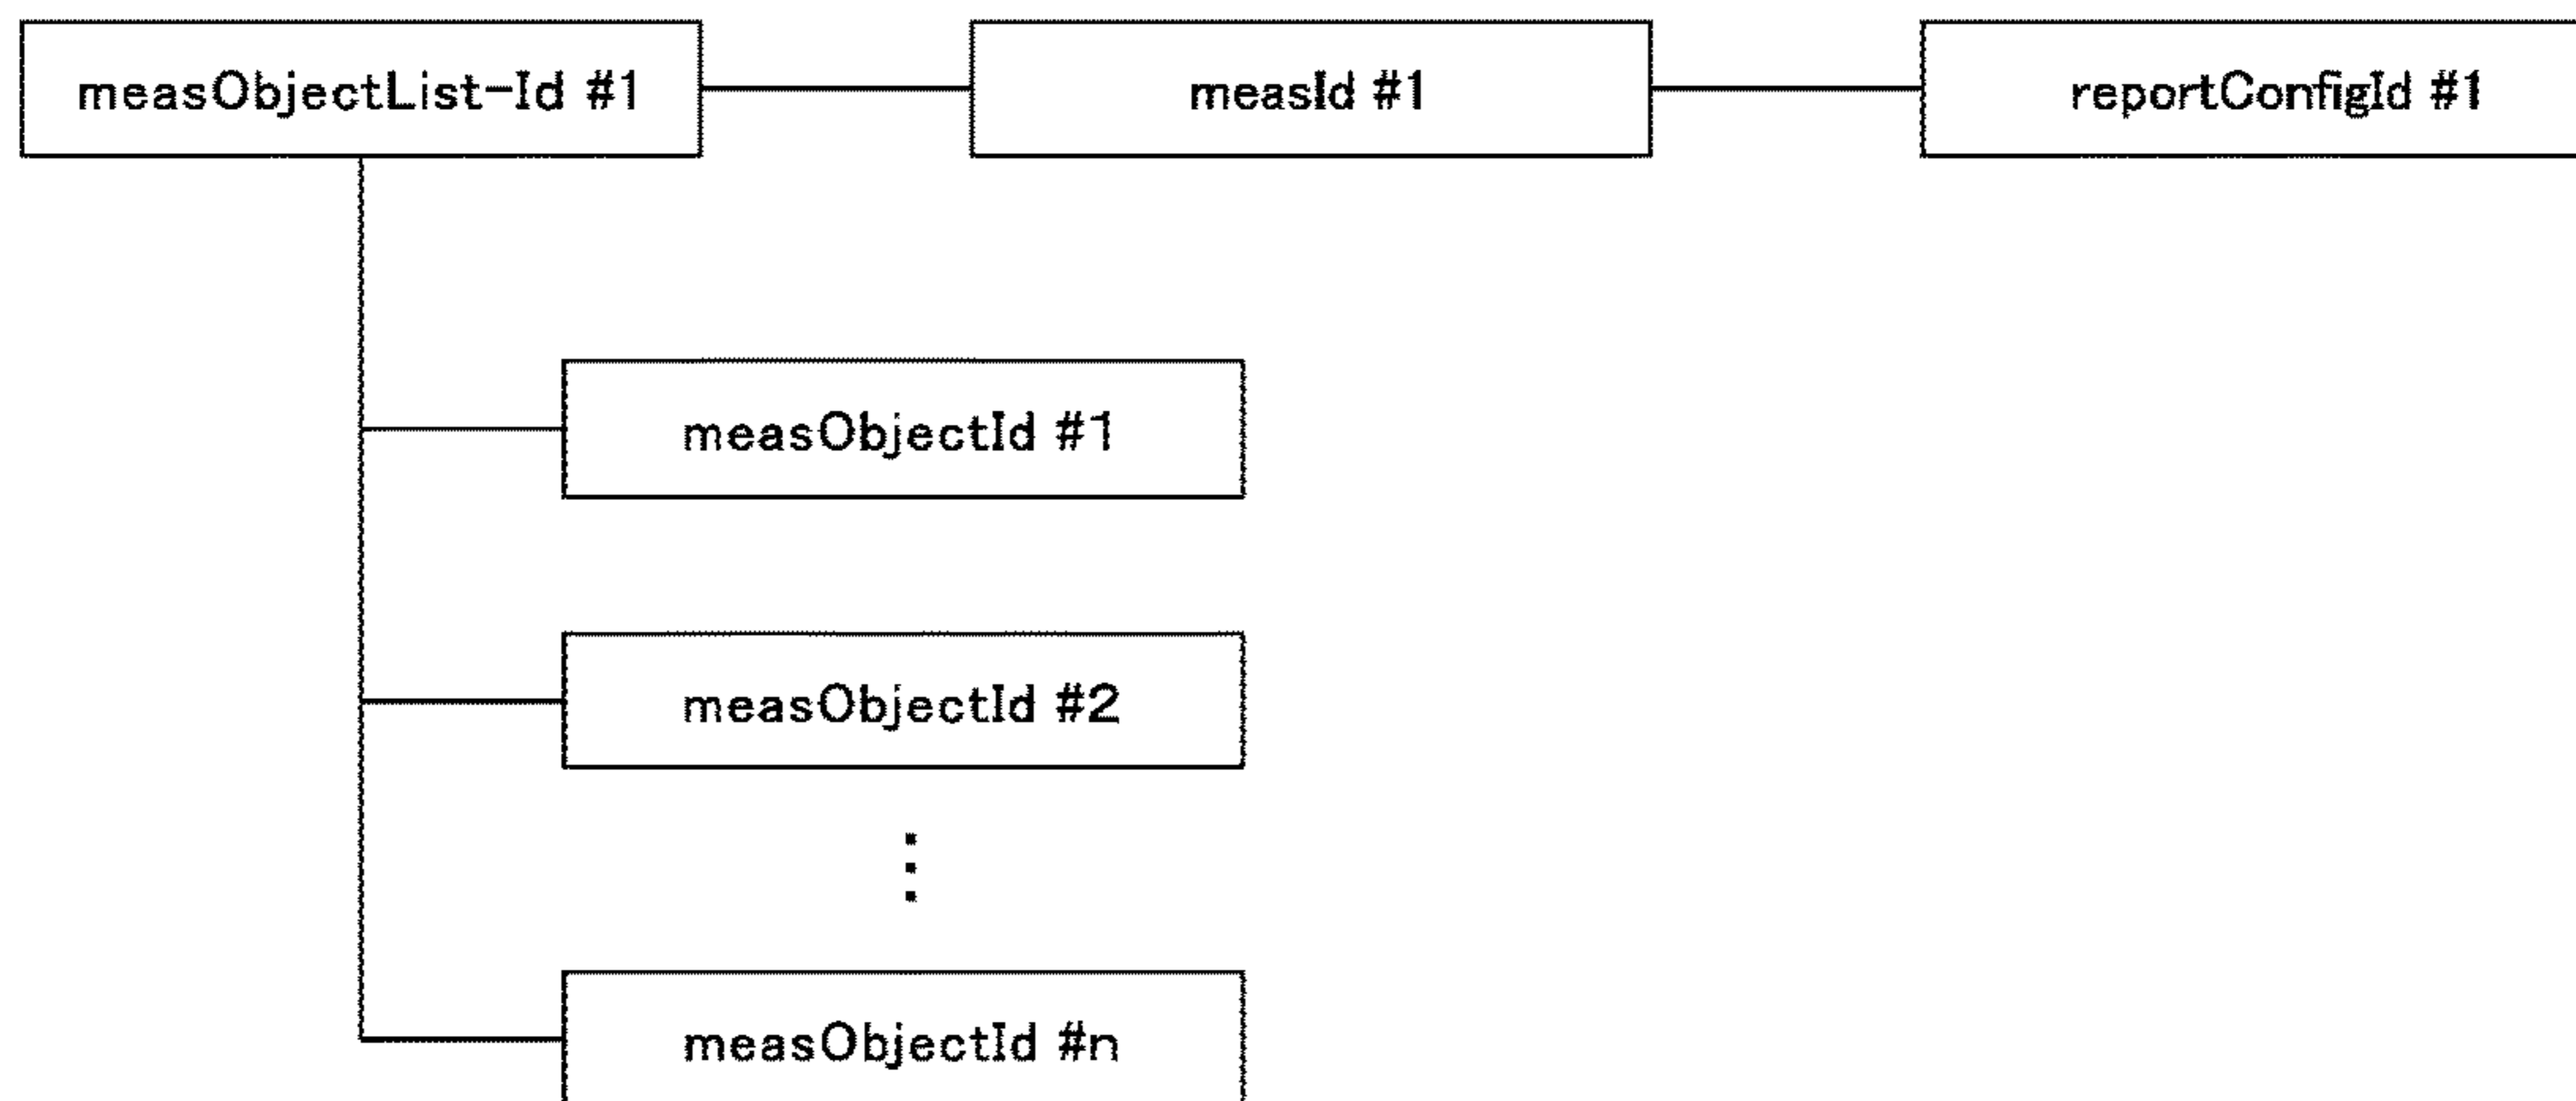 measObjectList-Id #1
measId #1
reportConfigId #1
measObjectId #1
measObjectId #2
measObjectId #n